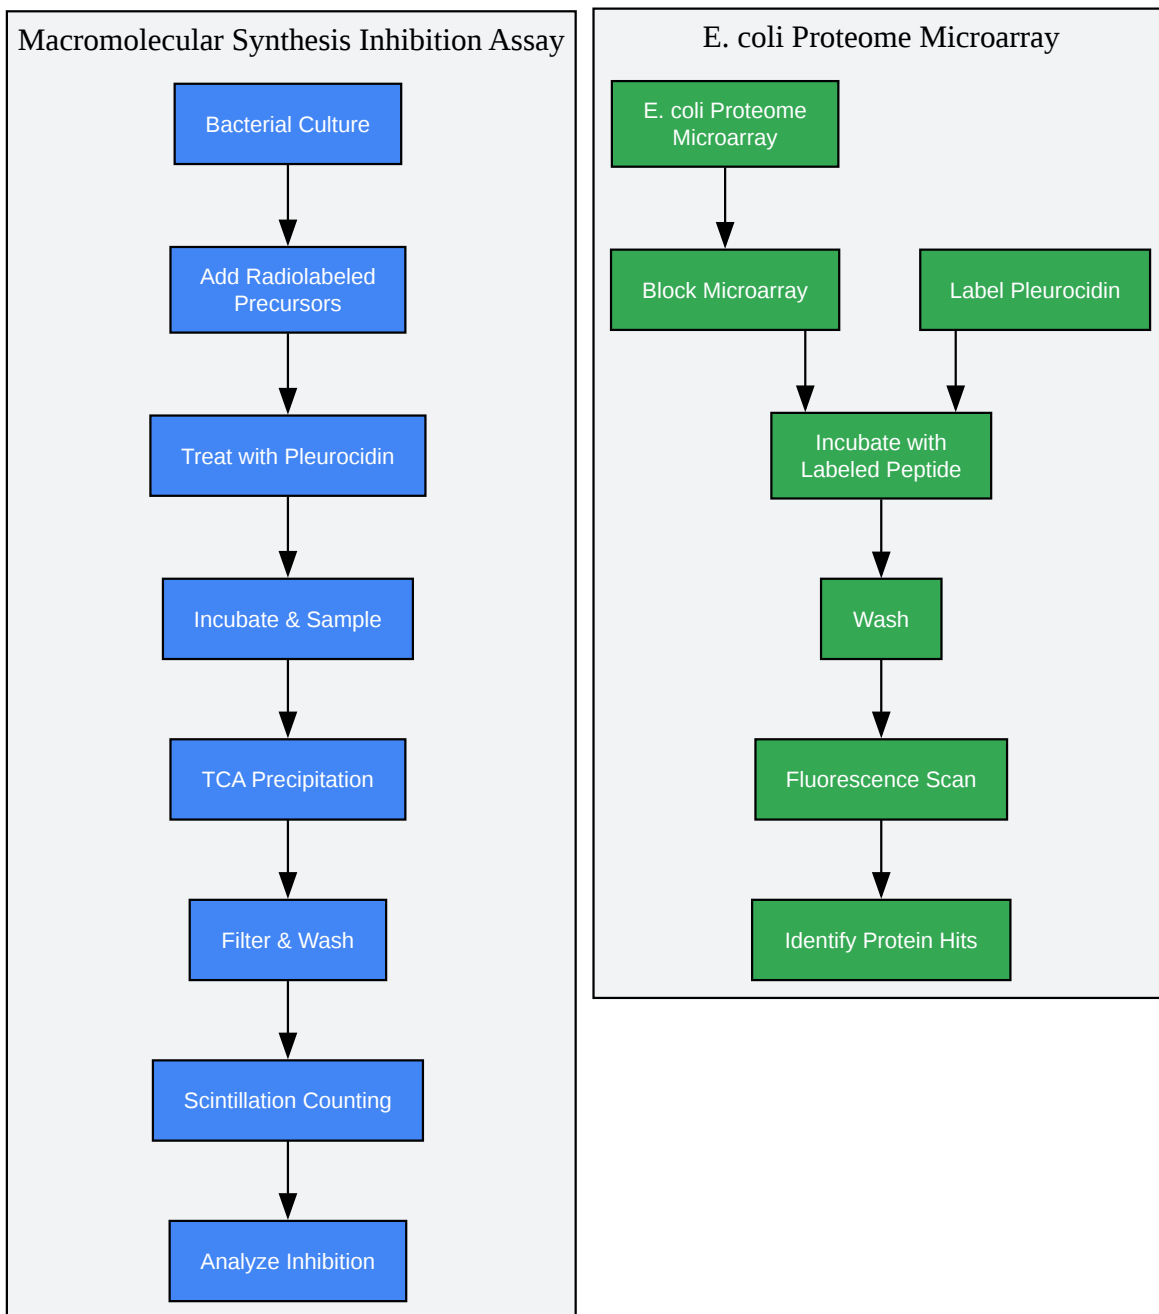 Macromolecular Synthesis Inhibition Assay
Bacterial Culture
Add Radiolabeled
Precursors
Treat with Pleurocidin
Incubate & Sample
TCA Precipitation
Filter & Wash
Scintillation Counting
Analyze Inhibition
E. coli Proteome Microarray
E. coli Proteome
Microarray
Block Microarray
Label Pleurocidin
Incubate with
Labeled Peptide
Wash
Fluorescence Scan
Identify Protein Hits